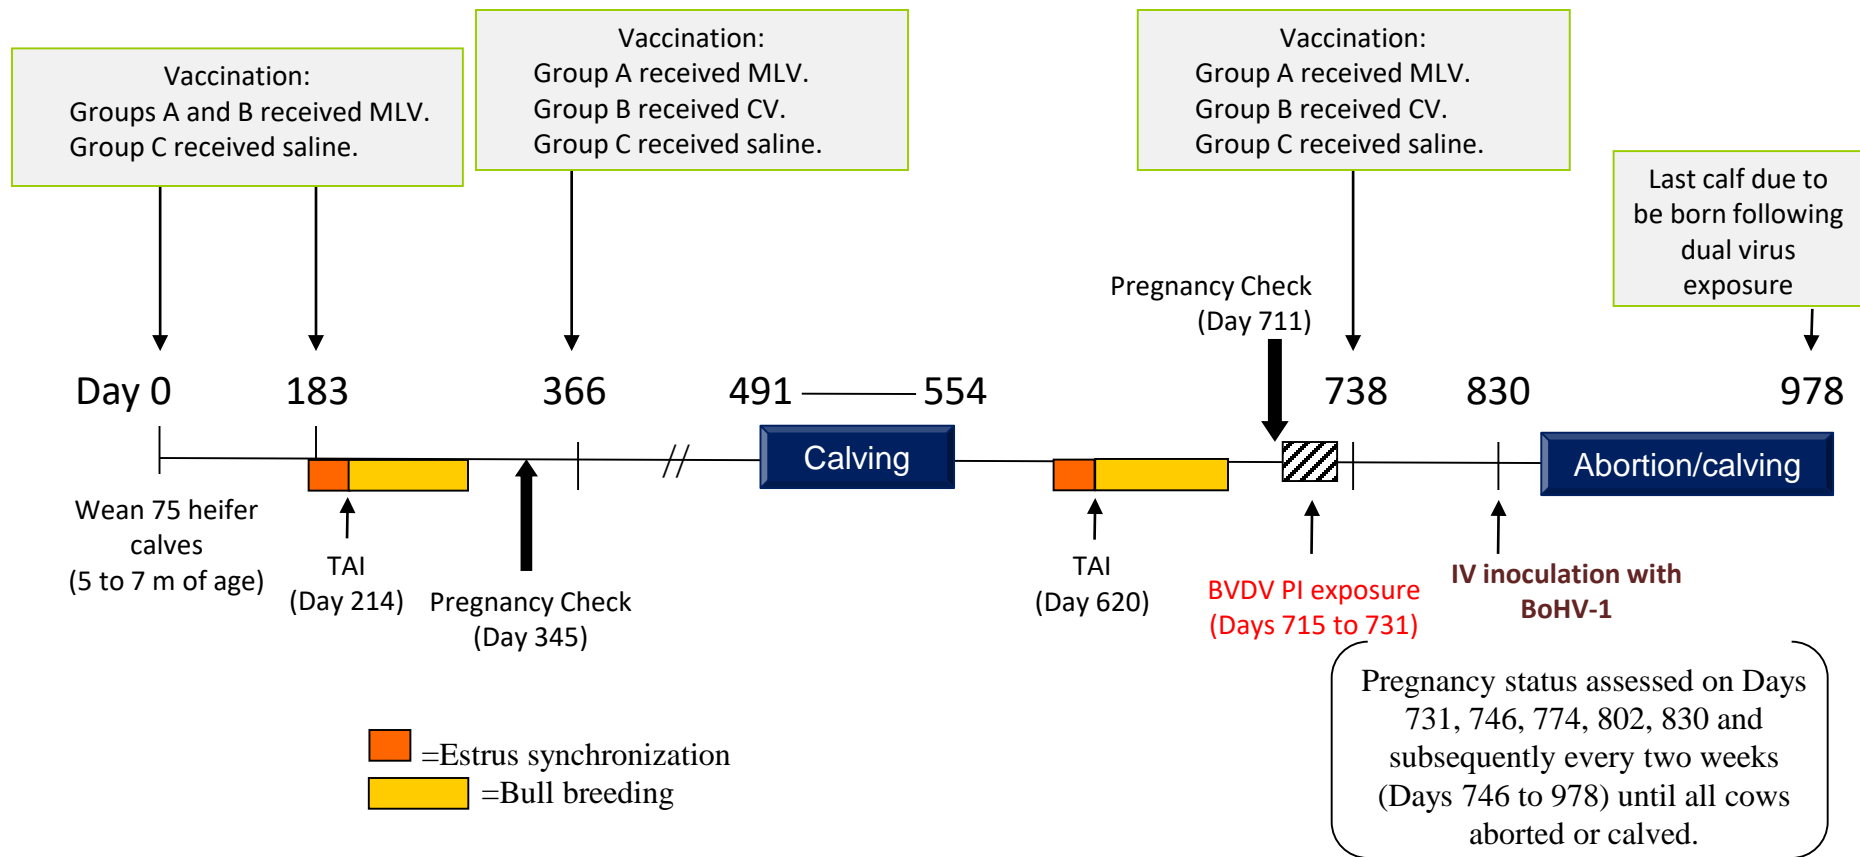 Vaccination:
Groups A and B received MLV.
Group C received saline.
Vaccination:
Group A received MLV.
Group B received CV.
Group C received saline.
Vaccination:
Group A received MLV.
Group B received CV.
Group C received saline.
Last calf due to
be born following
dual virus
exposure
Pregnancy Check
(Day 711)
Day 0
183
366
491
554
738
830
978
Calving
Abortion/calving
Wean 75 heifer
calves
(5 to 7 m of age)
TAI
(Day 214)
Pregnancy Check
(Day 345)
TAI
(Day 620)
BVDV PI exposure
(Days 715 to 731)
IV inoculation with
BoHV-1
Pregnancy status assessed on Days
731, 746, 774, 802, 830 and
subsequently every two weeks
(Days 746 to 978) until all cows
aborted or calved.
=Estrus synchronization
=Bull breeding